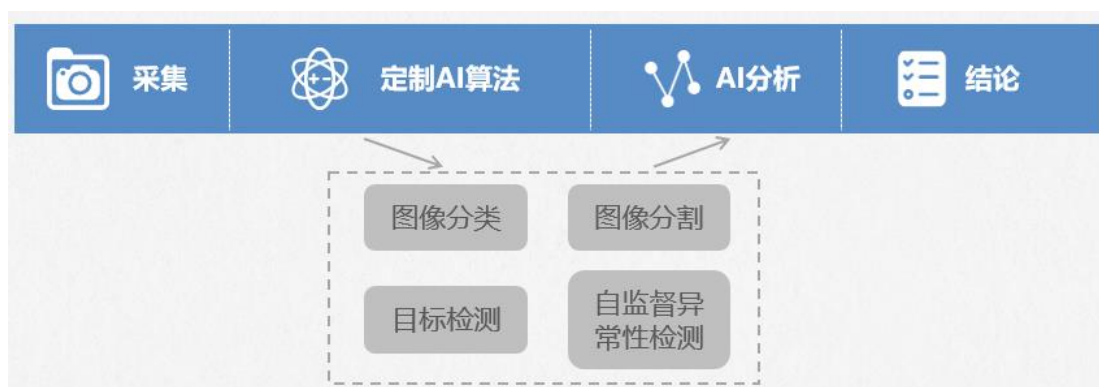 采集
定制AI算法
AI分析
结论
图像分类
图像分割
目标检测
自监督异
常性检测